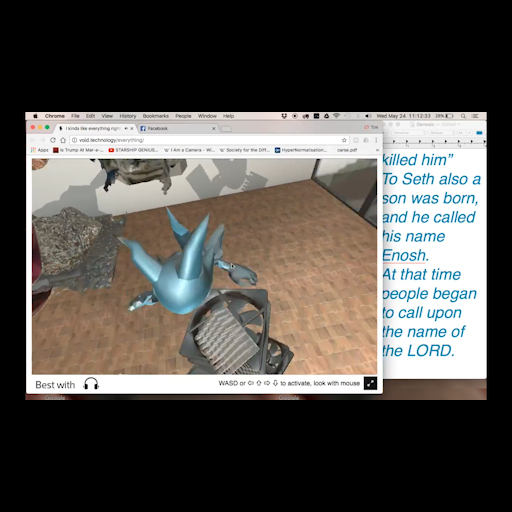 Chrome File Edit View History Bookmarks People Window Help
Wed May 24 11:12:33
I kinda like everything right
Facebook
void.technology/everything/
Apps
Is Trump At Mar-a-...
STARSHIP GENIUS...
I Am a Camera - Wi...
Society for the Diff...
HyperNormalisation...
carse.pdf
killed him”
To Seth also a
son was born,
and he called
his name
Enosh.
At that time
people began
to call upon
the name of
the LORD.
Best with
WASD or ⇦ ⇧ ⇨ ⇩ to activate, look with mouse